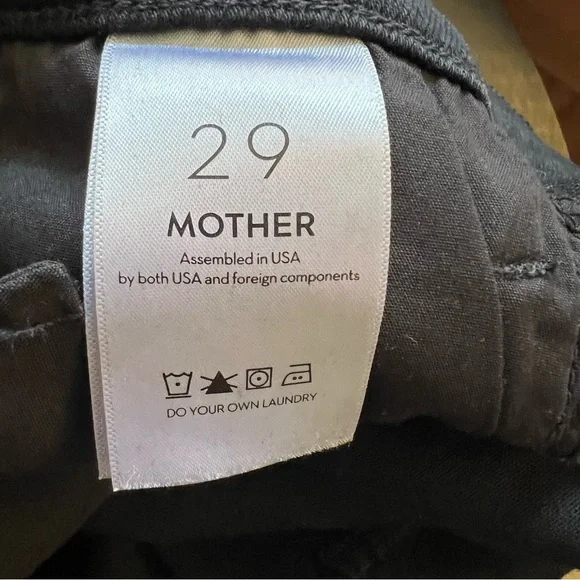 29
MOTHER
Assembled in USA
by both USA and foreign components
DO YOUR OWN LAUNDRY